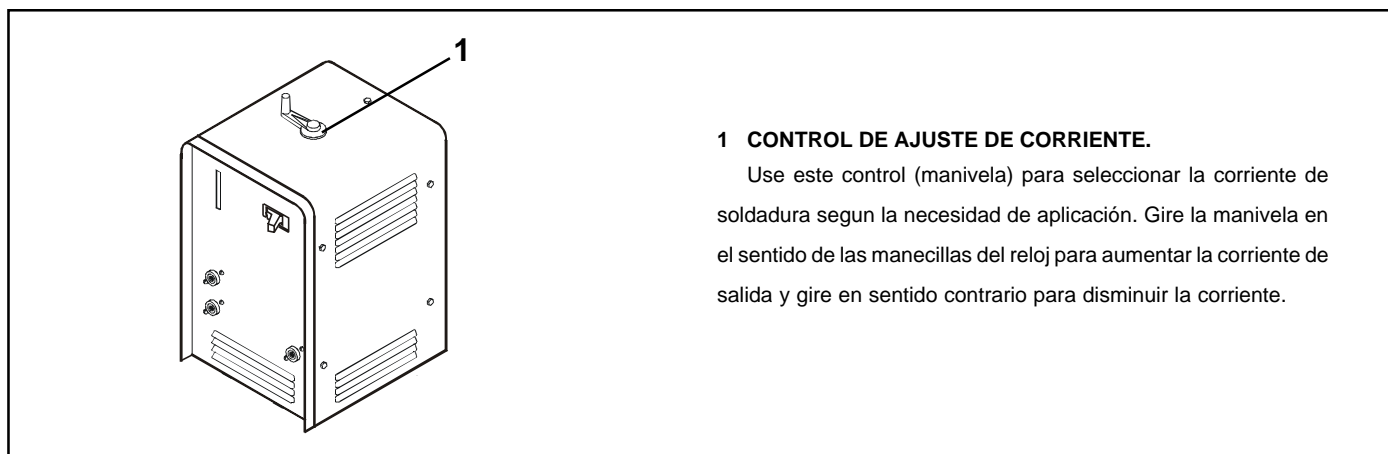 1
1 CONTROL DE AJUSTE DE CORRIENTE.
Use este control (manivela) para seleccionar la corriente de
soldadura segun la necesidad de aplicación. Gire la manivela en
el sentido de las manecillas del reloj para aumentar la corriente de
salida y gire en sentido contrario para disminuir la corriente.